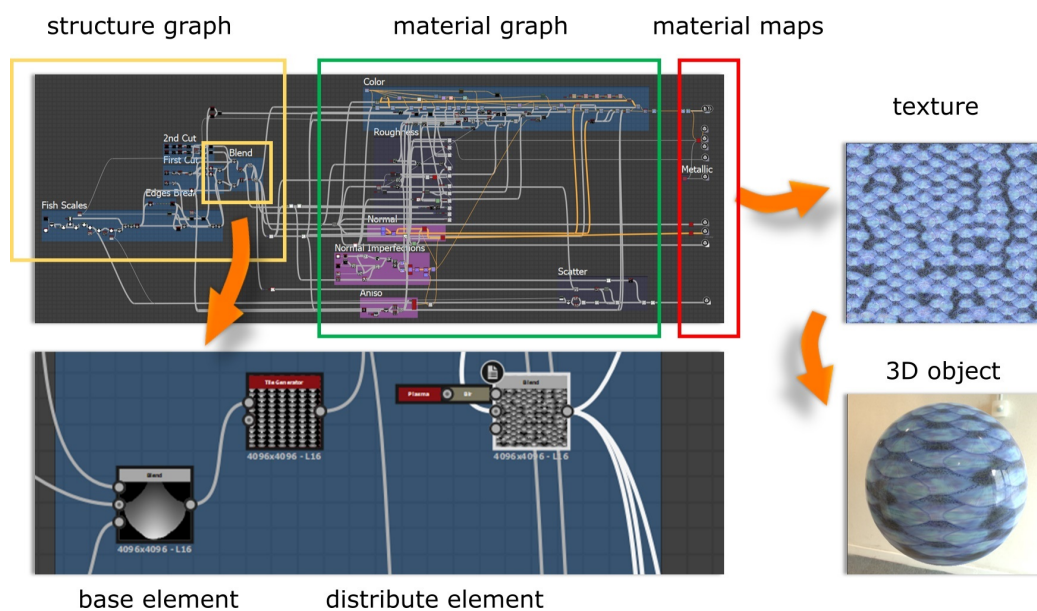 structure graph
material graph
material maps
Color
texture
Roughness
2nd Cut
First Cut
Blend
Metallic
Edges Break
Fish Scales
Normal
Normal Imperfections
Scatter
Aniso
3D object
Tile Generator
Plasma
Blend
4096x4096 - L16
4096x4096 - L16
Blend
4096x4096 - L16
base element
distribute element